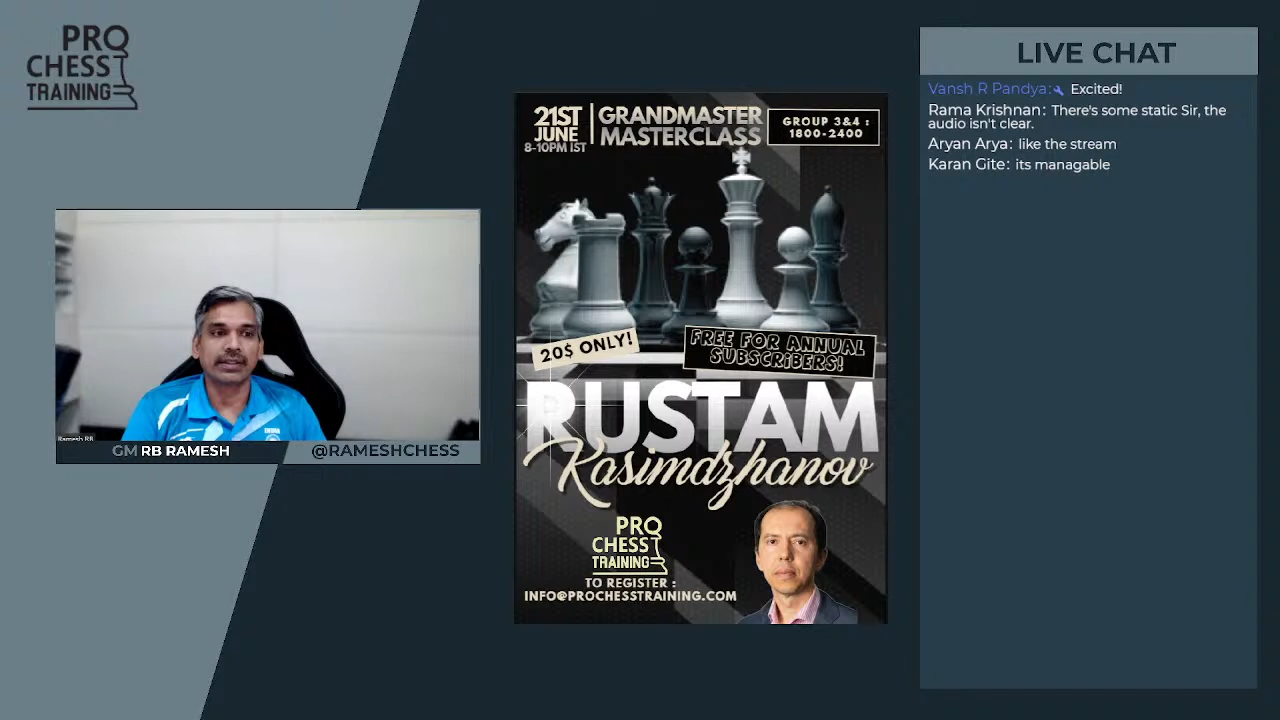 PRO
CHESS
TRAINING
Ramesh RB
GM RB RAMESH
@RAMESHCHESS
21ST
JUNE
8-10PM IST
GRANDMASTER
MASTERCLASS
GROUP 3&4 :
1800-2400
20$ ONLY!
FREE FOR ANNUAL
SUBSCRIBERS!
RUSTAM
Kasimdzhanov
PRO
CHESS
TRAINING
TO REGISTER :
INFO@PROCHESSTRAINING.COM
LIVE CHAT
Vansh R Pandya: Excited!
Rama Krishnan: There's some static Sir, the
audio isn't clear.
Aryan Arya: like the stream
Karan Gite: its managable
INDIA